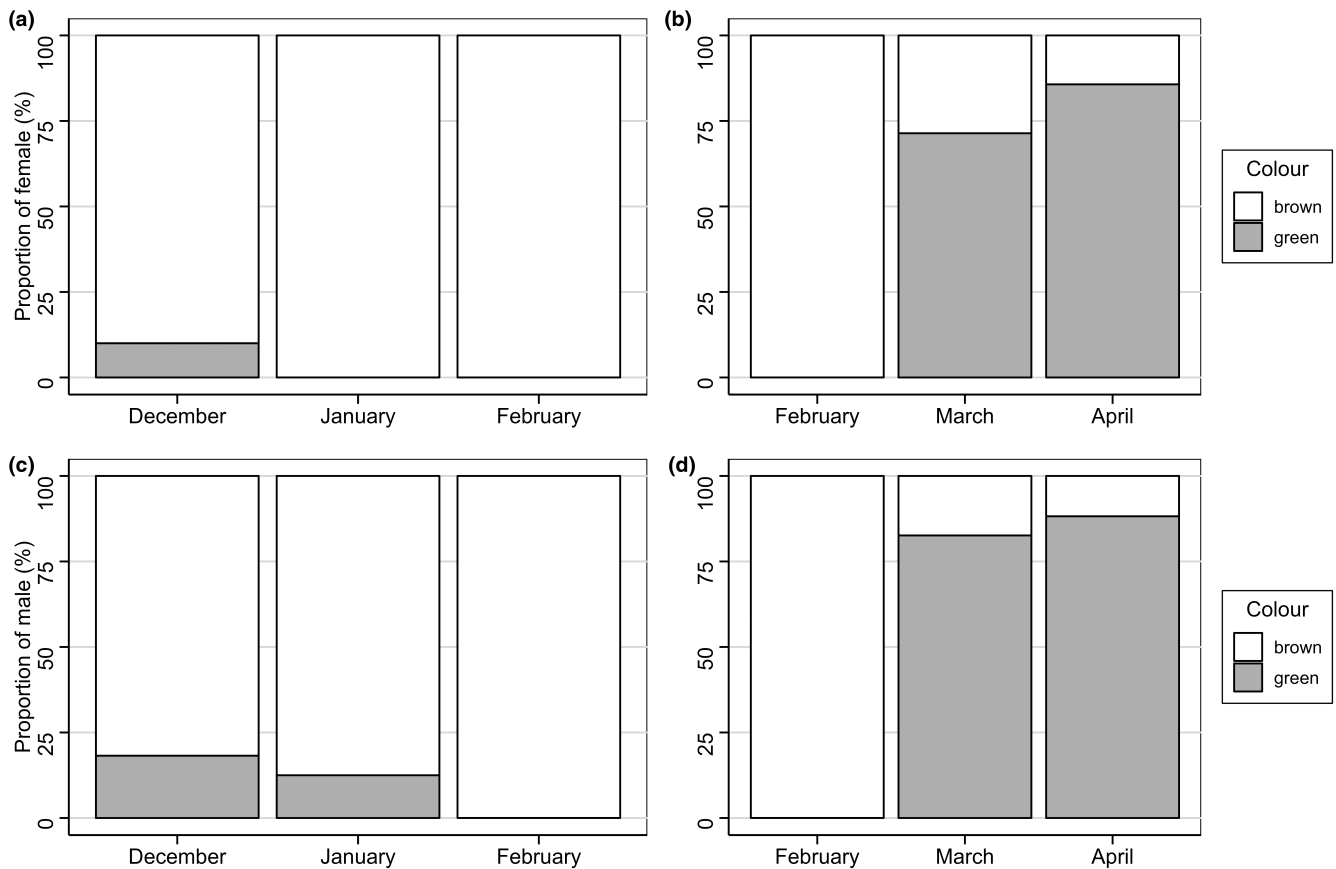 (a)
Proportion of female (%)
100
75
50
25
0
December January February
(b)
100
75
50
25
0
February March April
Colour
brown
green
(c)
Proportion of male (%)
100
75
50
25
0
December January February
(d)
100
75
50
25
0
February March April
Colour
brown
green